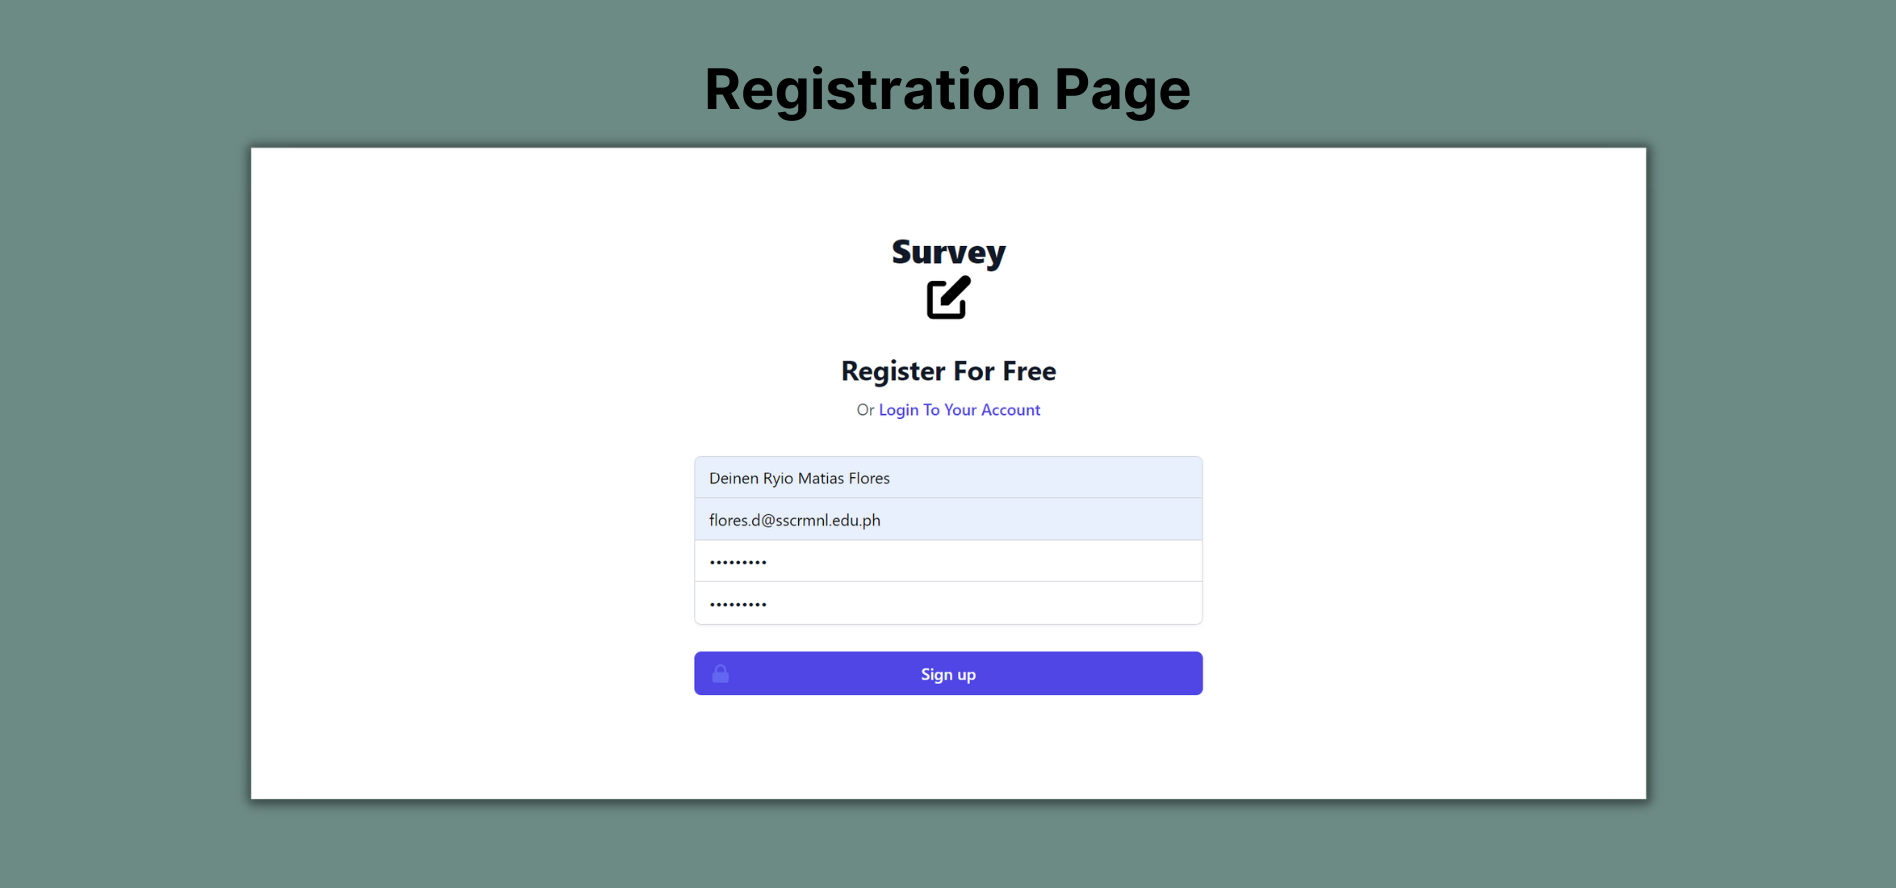 Registration Page
Survey
Register For Free
Or Login To Your Account
Deinen Ryio Matias Flores
flores.d@sscrmnl.edu.ph
•••••••••
•••••••••
Sign up